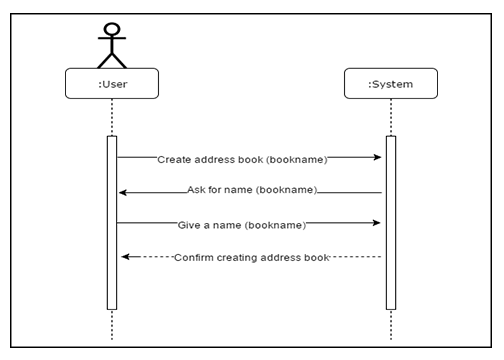 :User
:System
Create address book (bookname)
Ask for name (bookname)
Give a name (bookname)
Confirm creating address book